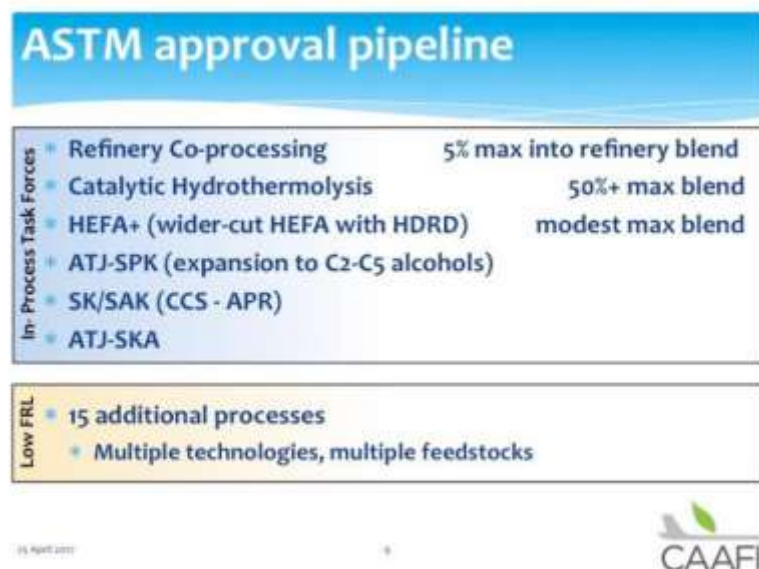 ASTM approval pipeline
In- Process Task Forces
Refinery Co-processing 5% max into refinery blend
Catalytic Hydrothermolysis 50%+ max blend
HEFA+ (wider-cut HEFA with HDRD) modest max blend
ATJ-SPK (expansion to C2-C5 alcohols)
SK/SAK (CCS - APR)
ATJ-SKA
Low FRL
15 additional processes
Multiple technologies, multiple feedstocks
April 2017
CAAFI